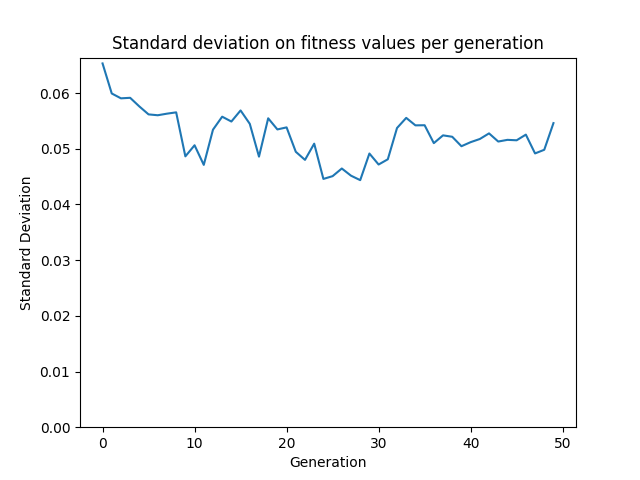 Standard deviation on fitness values per generation
Standard Deviation
0.06
0.05
0.04
0.03
0.02
0.01
0.00
0 10 20 30 40 50
Generation